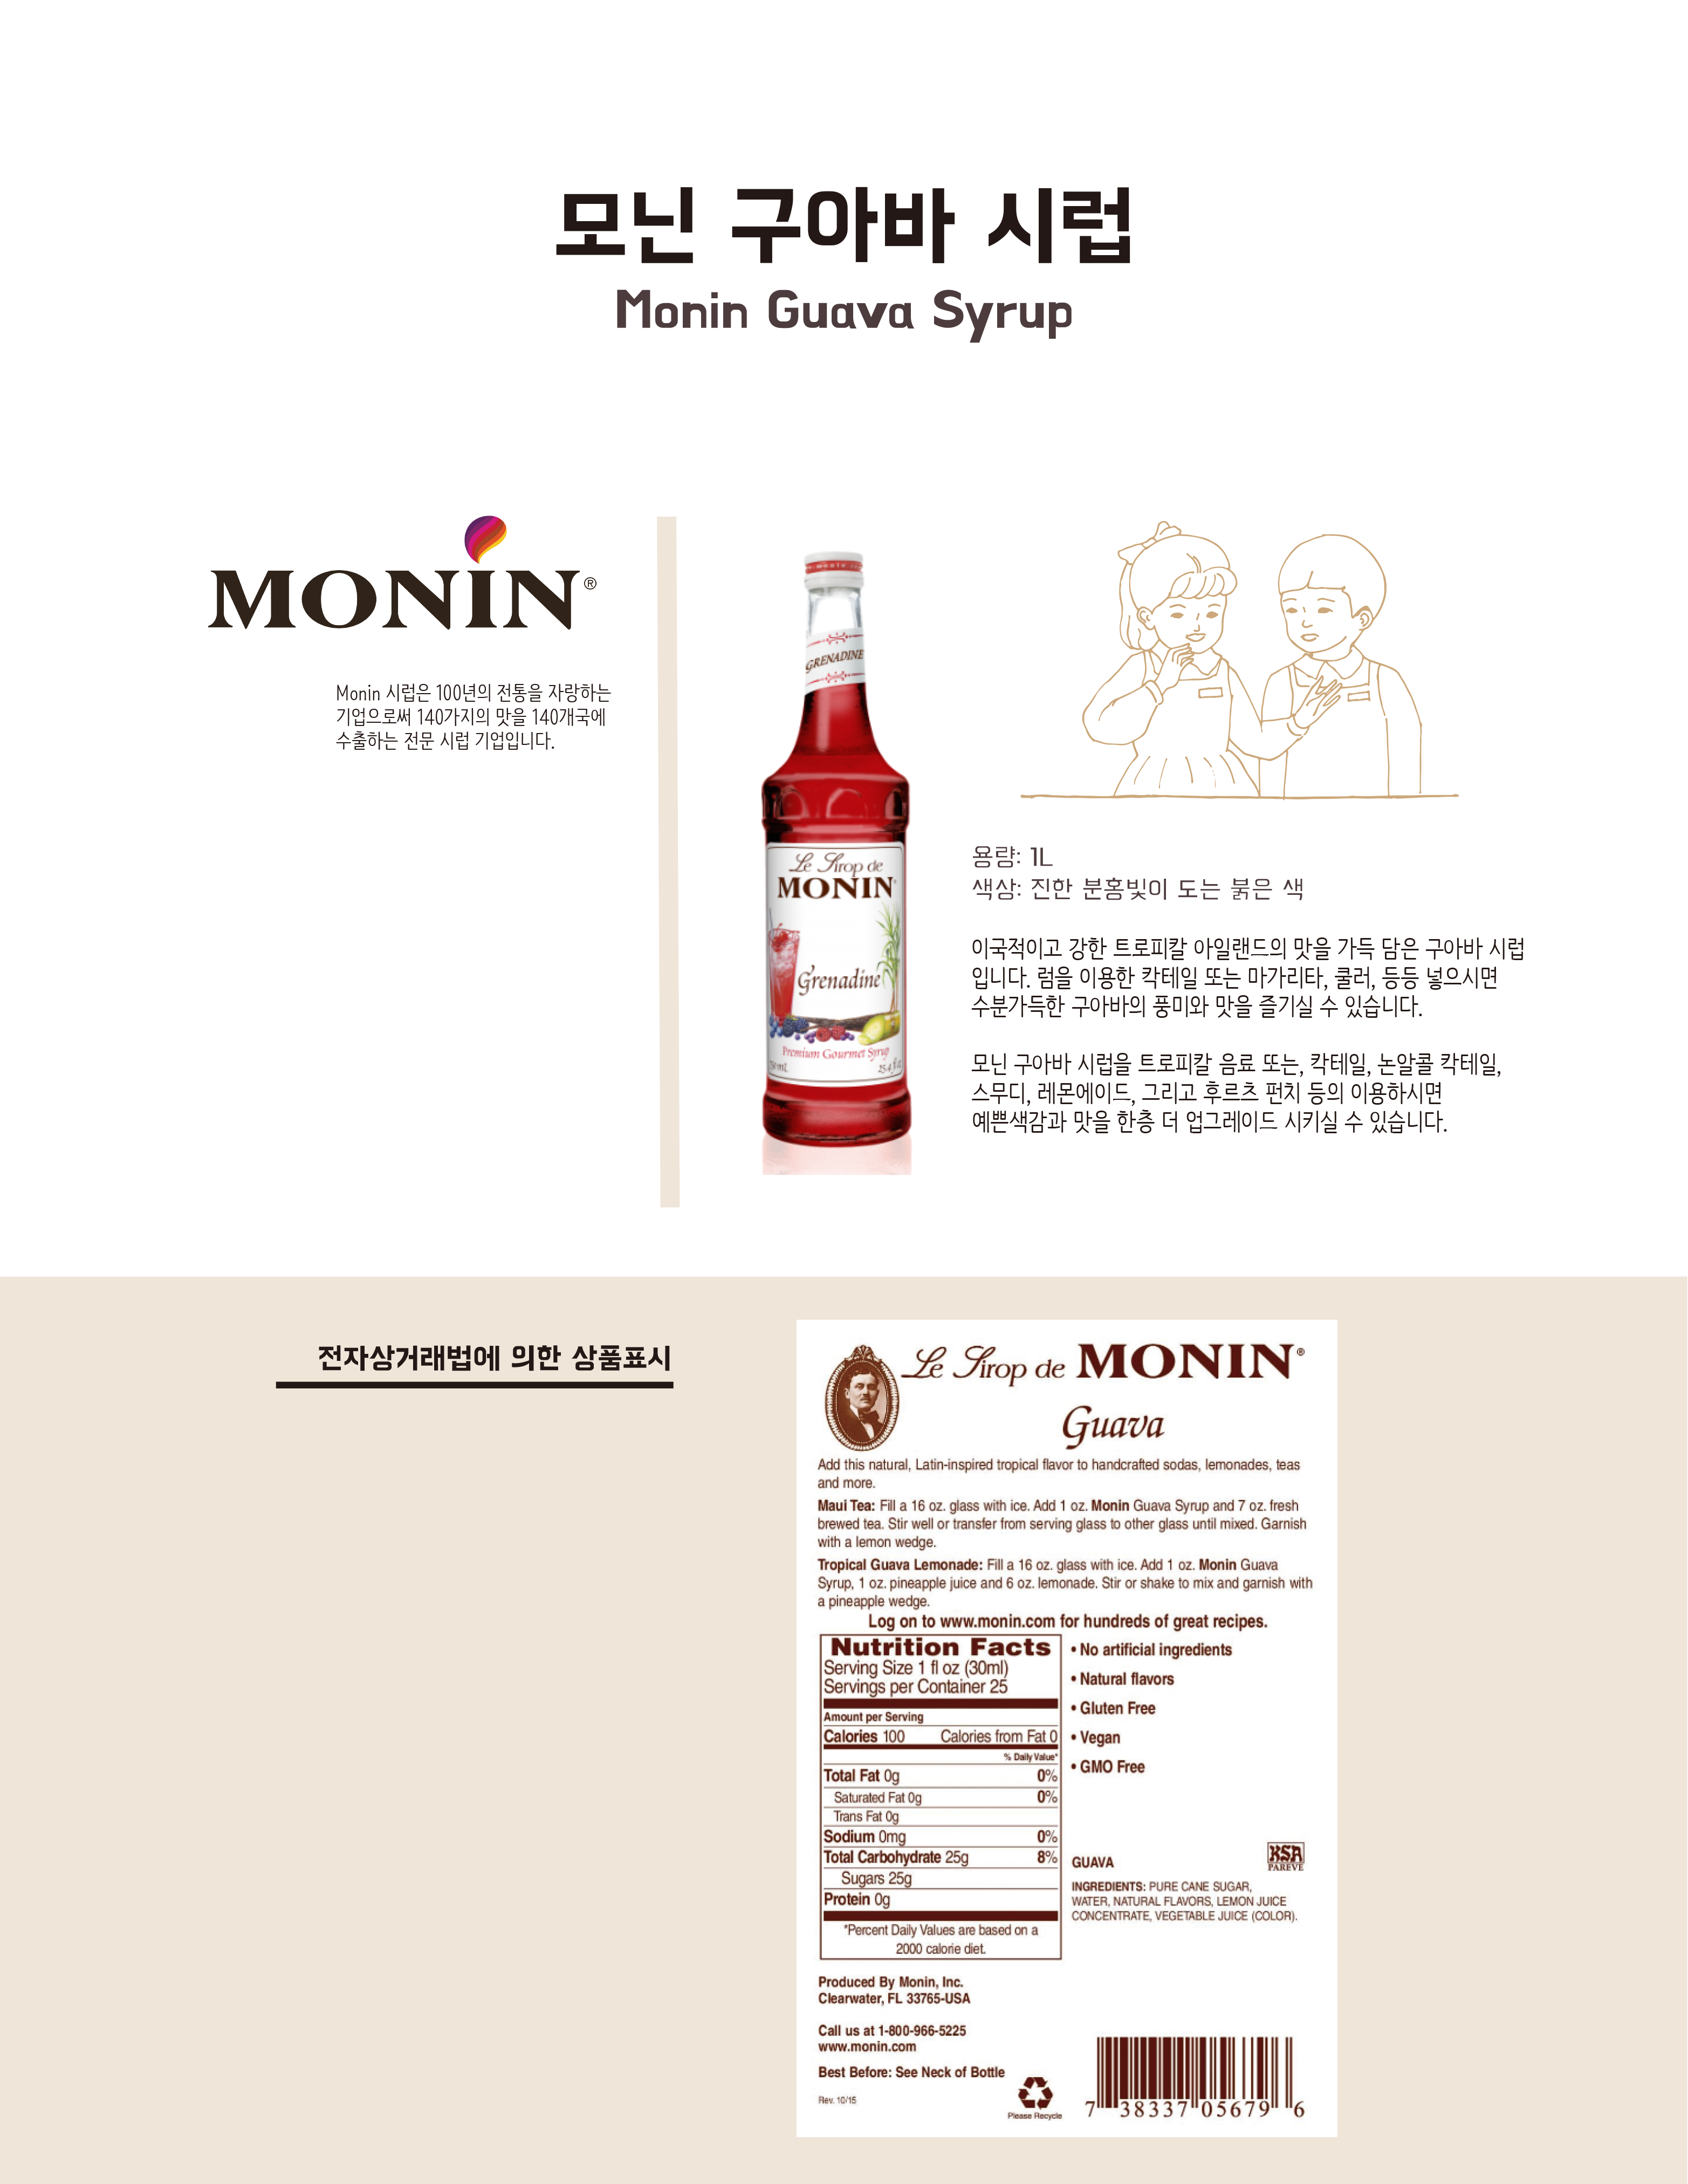 모닌 구아바 시럽
Monin Guava Syrup
MONIN®
Monin 시럽은 100년의 전통을 자랑하는
기업으로써 140가지의 맛을 140개국에
수출하는 전문 시럽 기업입니다.
GRENADINE
Le Sirop de
MONIN
Grenadine
Premium Gourmet Syrup
750 mL 25.4 fl oz
용량: 1L
색상: 진한 분홍빛이 도는 붉은 색
이국적이고 강한 트로피칼 아일랜드의 맛을 가득 담은 구아바 시럽
입니다. 럼을 이용한 칵테일 또는 마가리타, 쿨러, 등등 넣으시면
수분가득한 구아바의 풍미와 맛을 즐기실 수 있습니다.
모닌 구아바 시럽을 트로피칼 음료 또는, 칵테일, 논알콜 칵테일,
스무디, 레몬에이드, 그리고 후르츠 펀치 등의 이용하시면
예쁜색감과 맛을 한층 더 업그레이드 시키실 수 있습니다.
전자상거래법에 의한 상품표시
Le Sirop de MONIN®
Guava
Add this natural, Latin-inspired tropical flavor to handcrafted sodas, lemonades, teas
and more.
Maui Tea: Fill a 16 oz. glass with ice. Add 1 oz. Monin Guava Syrup and 7 oz. fresh
brewed tea. Stir well or transfer from serving glass to other glass until mixed. Garnish
with a lemon wedge.
Tropical Guava Lemonade: Fill a 16 oz. glass with ice. Add 1 oz. Monin Guava
Syrup, 1 oz. pineapple juice and 6 oz. lemonade. Stir or shake to mix and garnish with
a pineapple wedge.
Log on to www.monin.com for hundreds of great recipes.
Nutrition Facts
Serving Size 1 fl oz (30ml)
Servings per Container 25
Amount per Serving
Calories 100 Calories from Fat 0
% Daily Value*
Total Fat 0g 0%
Saturated Fat 0g 0%
Trans Fat 0g
Sodium 0mg 0%
Total Carbohydrate 25g 8%
Sugars 25g
Protein 0g
*Percent Daily Values are based on a
2000 calorie diet.
• No artificial ingredients
• Natural flavors
• Gluten Free
• Vegan
• GMO Free
KSA
PAREVE
GUAVA
INGREDIENTS: PURE CANE SUGAR,
WATER, NATURAL FLAVORS, LEMON JUICE
CONCENTRATE, VEGETABLE JUICE (COLOR).
Produced By Monin, Inc.
Clearwater, FL 33765-USA
Call us at 1-800-966-5225
www.monin.com
Best Before: See Neck of Bottle
Rev. 10/15
Please Recycle
7 38337 05679 6